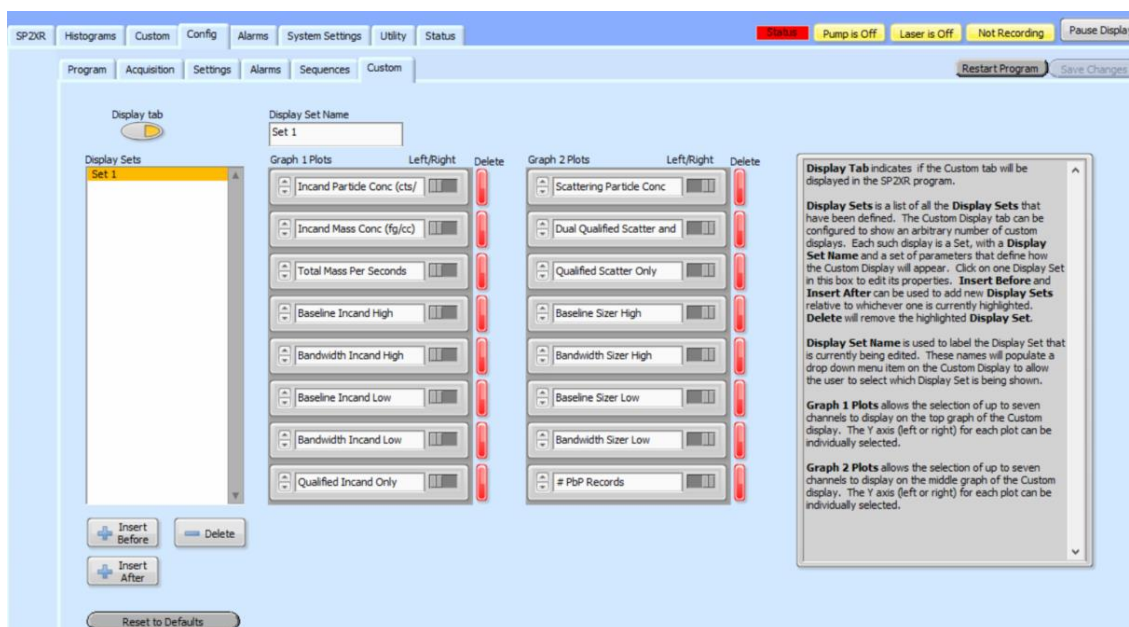 SP2XR Histograms Custom Config Alarms System Settings Utility Status Status Pump is Off Laser is Off Not Recording Pause Display
Program Acquisition Settings Alarms Sequences Custom Restart Program Save Changes
Display tab
Display Set Name
Set 1
Display Sets
Set 1
Graph 1 Plots Left/Right Delete
Incand Particle Conc (cts/
Incand Mass Conc (fg/cc)
Total Mass Per Seconds
Baseline Incand High
Bandwidth Incand High
Baseline Incand Low
Bandwidth Incand Low
Qualified Incand Only
Graph 2 Plots Left/Right Delete
Scattering Particle Conc
Dual Qualified Scatter and
Qualified Scatter Only
Baseline Sizer High
Bandwidth Sizer High
Baseline Sizer Low
Bandwidth Sizer Low
# PbP Records
Display Tab indicates if the Custom tab will be
displayed in the SP2XR program.
Display Sets is a list of all the Display Sets that
have been defined. The Custom Display tab can be
configured to show an arbitrary number of custom
displays. Each such display is a Set, with a Display
Set Name and a set of parameters that define how
the Custom Display will appear. Click on one Display Set
in this box to edit its properties. Insert Before and
Insert After can be used to add new Display Sets
relative to whichever one is currently highlighted.
Delete will remove the highlighted Display Set.
Display Set Name is used to label the Display Set that
is currently being edited. These names will populate a
drop down menu item on the Custom Display to allow
the user to select which Display Set is being shown.
Graph 1 Plots allows the selection of up to seven
channels to display on the top graph of the Custom
display. The Y axis (left or right) for each plot can be
individually selected.
Graph 2 Plots allows the selection of up to seven
channels to display on the middle graph of the Custom
display. The Y axis (left or right) for each plot can be
individually selected.
Insert
Before
Delete
Insert
After
Reset to Defaults